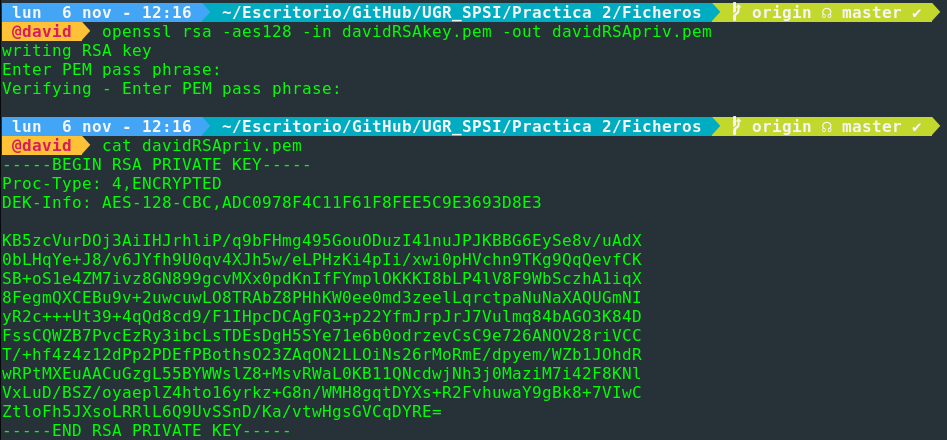 lun  6 nov - 12:16  ~/Escritorio/GitHub/UGR_SPSI/Practica 2/Ficheros  origin master ✔
@david  openssl rsa -aes128 -in davidRSAkey.pem -out davidRSApriv.pem
writing RSA key
Enter PEM pass phrase:
Verifying - Enter PEM pass phrase:
lun  6 nov - 12:16  ~/Escritorio/GitHub/UGR_SPSI/Practica 2/Ficheros  origin master ✔
@david  cat davidRSApriv.pem
-----BEGIN RSA PRIVATE KEY-----
Proc-Type: 4,ENCRYPTED
DEK-Info: AES-128-CBC,ADC0978F4C11F61F8FEE5C9E3693D8E3
KB5zcVurDOj3AiIHJrhliP/q9bFHmg495GouODuzI41nuJPJKBBG6EySe8v/uAdX
0bLHqYe+J8/v6JYfh9U0qv4XJh5w/eLPHzKi4pIi/xwi0pHVchn9TKg9QqQevfCK
SB+oS1e4ZM7ivz8GN899gcvMXx0pdKnIfFYmplOKKKI8bLP4lV8F9WbSczhA1iqX
8FegmQXCEBu9v+2uwcuwLO8TRAbZ8PHhKW0ee0md3zeelLqrctpaNuNaXAQUGmNI
yR2c+++Ut39+4qQd8cd9/F1IHpcDCAgFQ3+p22YfmJrpJrJ7Vulmq84bAGO3K84D
FssCQWZB7PvcEzRy3ibcLsTDEsDgH5SYe71e6b0odrzevCsC9e726ANOV28riVCC
T/+hf4z4z12dPp2PDEfPBothsO23ZAqON2LLOiNs26rMoRmE/dpyem/WZb1JOhdR
wRPtMXEuAACuGzgL55BYWWslZ8+MsvRWaL0KB11QNcdwjNh3j0MaziM7i42F8KNl
VxLuD/BSZ/oyaeplZ4hto16yrkz+G8n/WMH8gqtDYXs+R2FvhuwaY9gBk8+7VIwC
ZtloFh5JXsoLRRlL6Q9UvSSnD/Ka/vtwHgsGVCqDYRE=
-----END RSA PRIVATE KEY-----